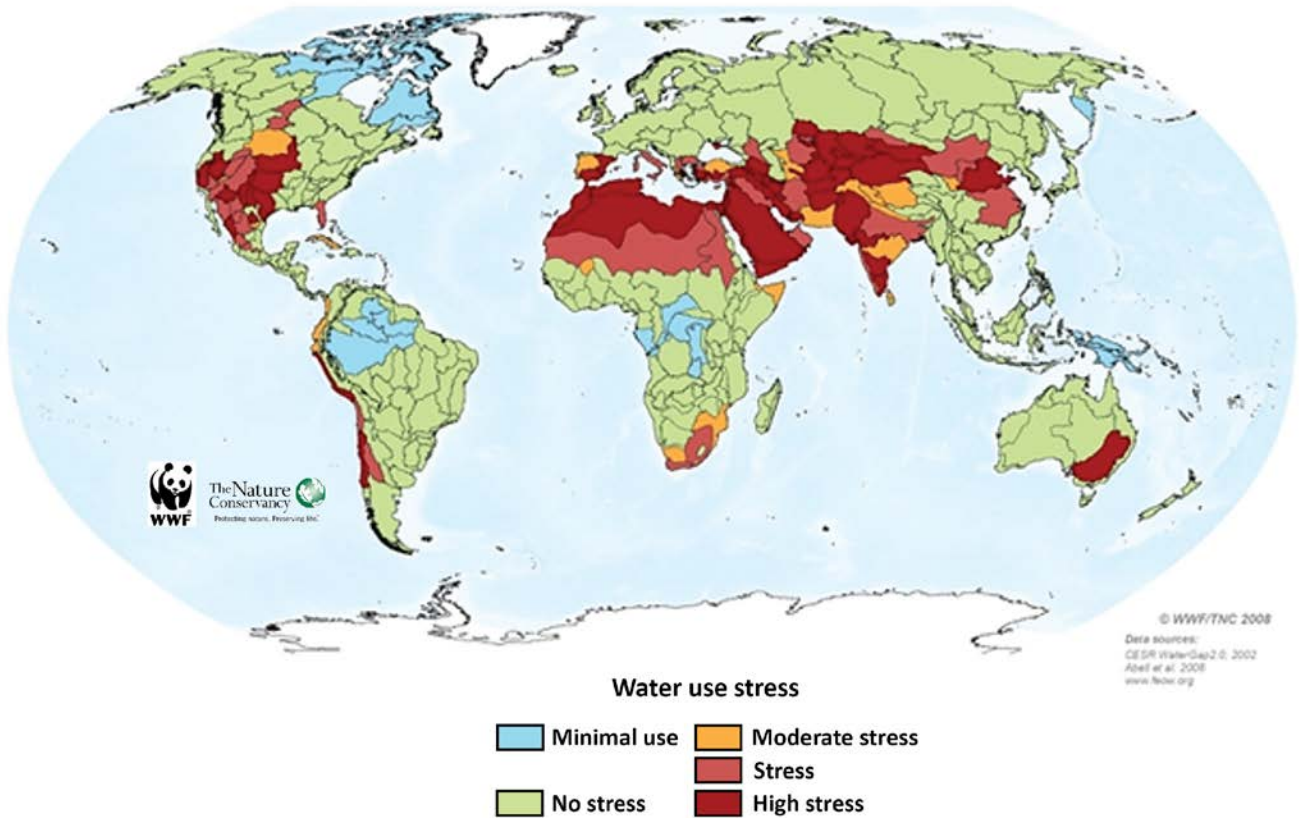 WWF
The Nature
Conservancy
Protecting nature. Preserving life.
© WWF/TNC 2008
Data sources:
CESR WaterGap2.0, 2002
Abell et al. 2008
www.feow.org
Water use stress
Minimal use
Moderate stress
Stress
No stress
High stress